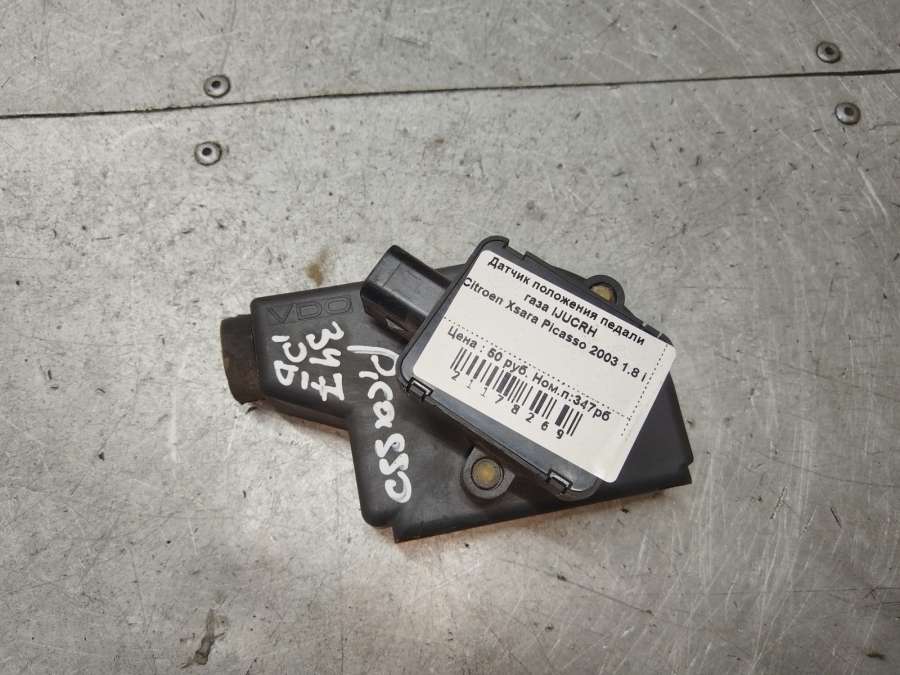 VDO
347
Picasso
Датчик положения педали
газа IJUCRH
Citroen Xsara Picasso 2003 1.8 i
Цена : 60 руб. Ном.п:347рб
21178269